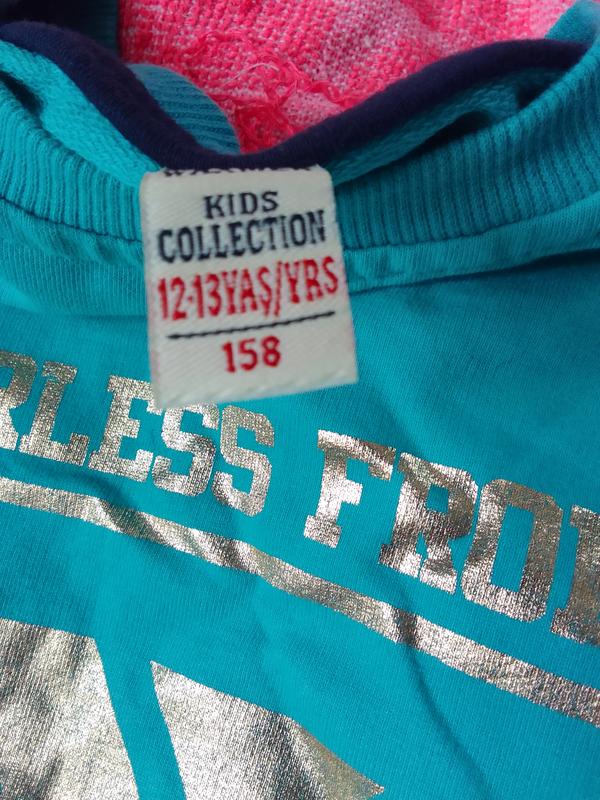 KIDS
COLLECTION
12-13YAŞ/YRS
158
RLESS FRO